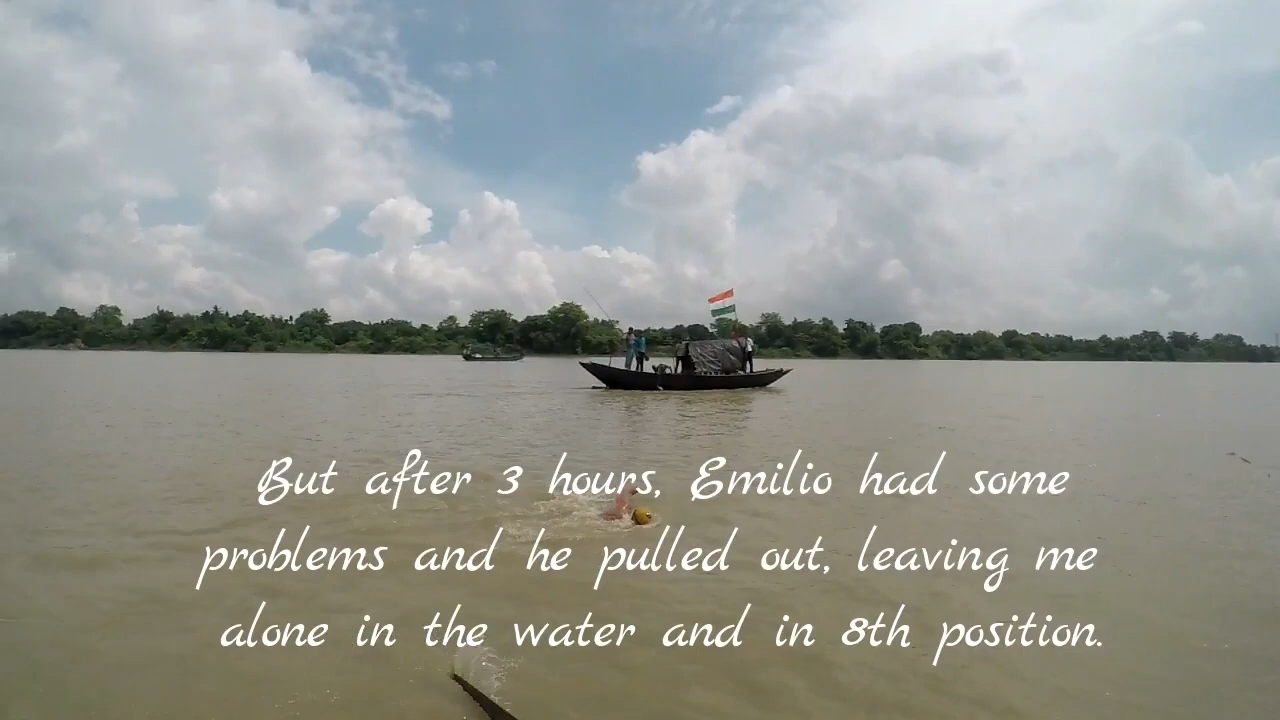 But after 3 hours, Emilio had some
problems and he pulled out, leaving me
alone in the water and in 8th position.